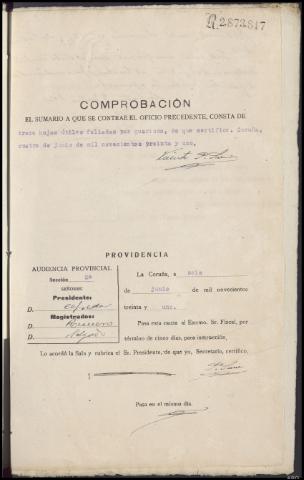 R.2873817
COMPROBACIÓN
EL SUMARIO A QUE SE CONTRAE EL OFICIO PRECEDENTE, CONSTA DE
trece hojas útiles foliadas por quartado, de que certifico. Coruña,
cuatro de junio de mil novecientos treinta y uno.
PROVIDENCIA
AUDIENCIA PROVINCIAL
Sección 2ª
SEÑORES:
Presidente:
D.
Magistrados:
D.
D.
La Coruña, a seis
de junio de mil novecientos
treinta y uno.
Pase esta causa al Excmo. Sr. Fiscal, por
término de cinco días, para instrucción,
Lo acordó la Sala y rubrica el Sr. Presidente, de que yo, Secretario, certifico.
Pasó en el mismo día.